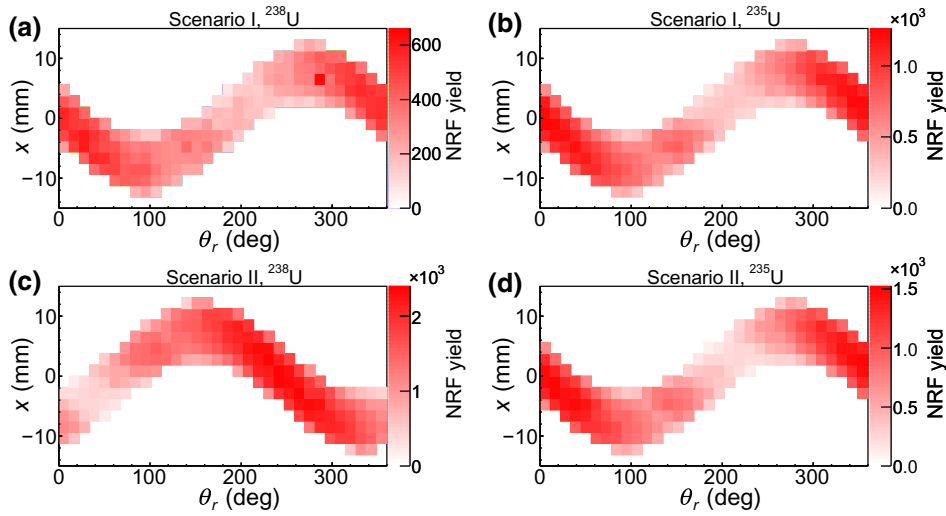 (a)
Scenario I, ²³⁸U
x (mm)
10
0
−10
0
100
200
300
θr (deg)
600
400
200
0
NRF yield
(b)
Scenario I, ²³⁵U
×10³
x (mm)
10
0
−10
0
100
200
300
θr (deg)
1.0
0.5
0.0
NRF yield
(c)
Scenario II, ²³⁸U
×10³
x (mm)
10
0
−10
0
100
200
300
θr (deg)
2
1
0
NRF yield
(d)
Scenario II, ²³⁵U
×10³
x (mm)
10
0
−10
0
100
200
300
θr (deg)
1.5
1.0
0.5
0.0
NRF yield